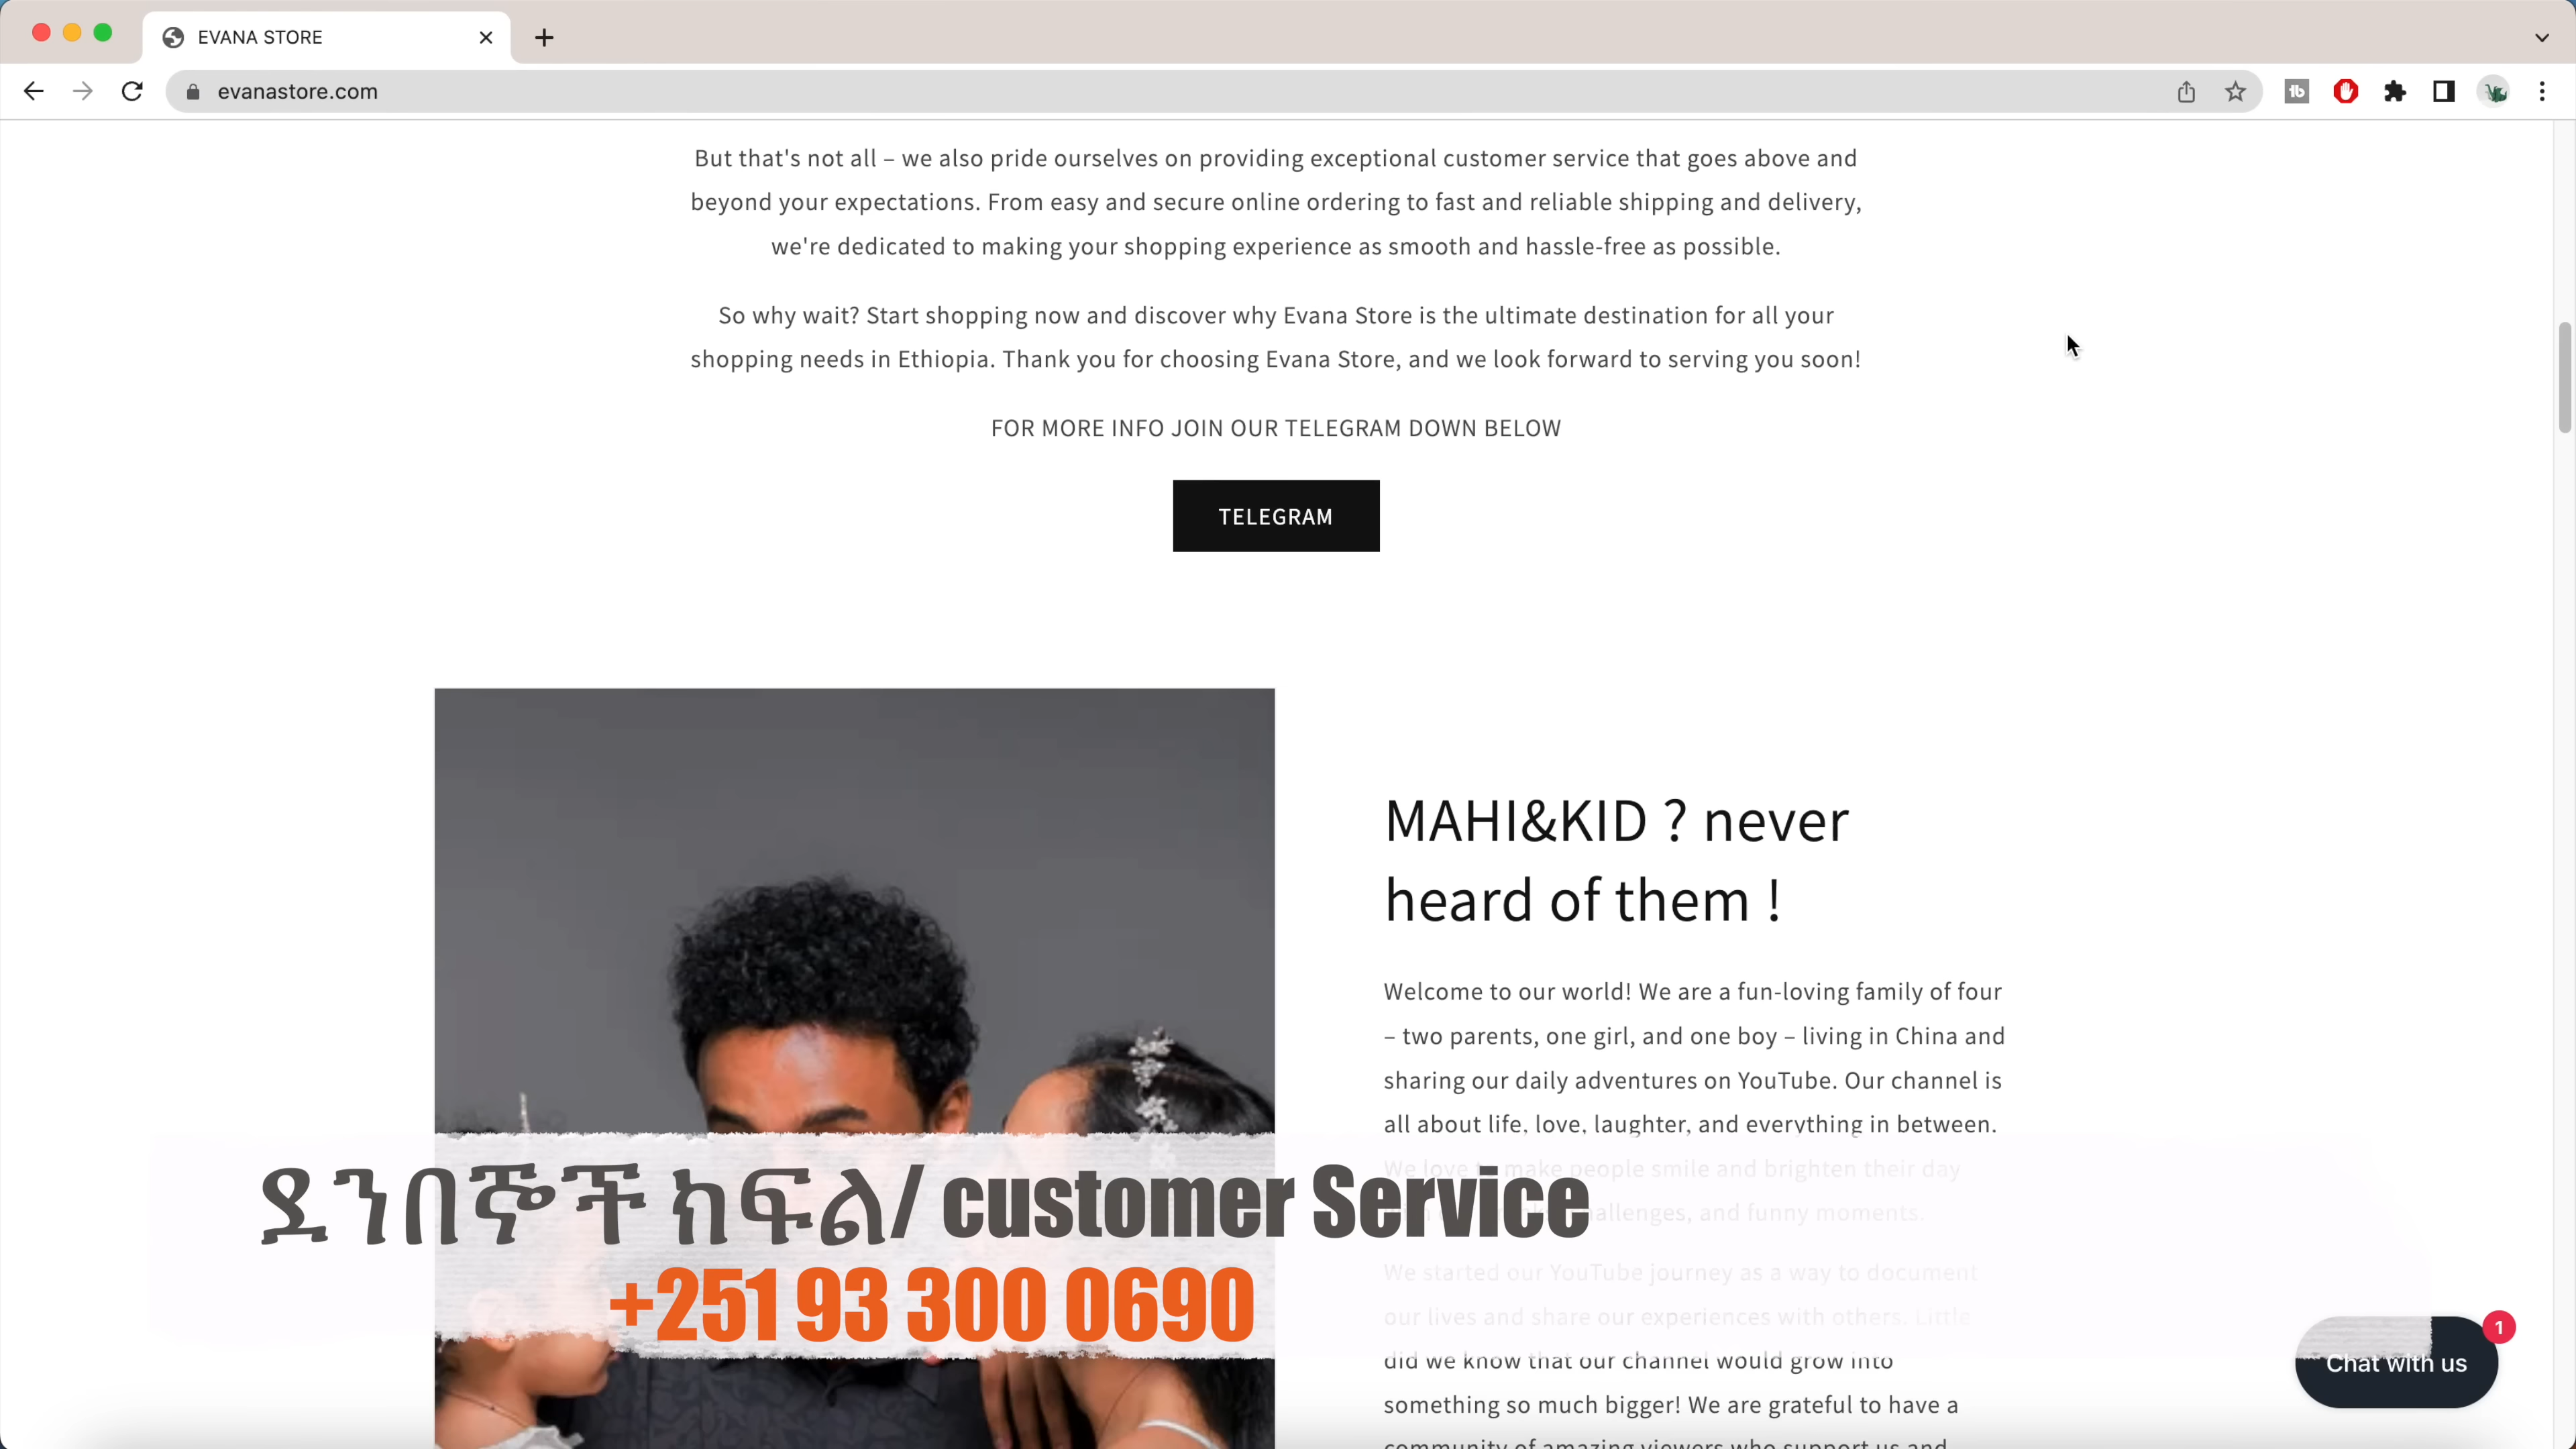 EVANA STORE
evanastore.com
But that's not all – we also pride ourselves on providing exceptional customer service that goes above and
beyond your expectations. From easy and secure online ordering to fast and reliable shipping and delivery,
we're dedicated to making your shopping experience as smooth and hassle-free as possible.
So why wait? Start shopping now and discover why Evana Store is the ultimate destination for all your
shopping needs in Ethiopia. Thank you for choosing Evana Store, and we look forward to serving you soon!
FOR MORE INFO JOIN OUR TELEGRAM DOWN BELOW
TELEGRAM
MAHI&KID ? never
heard of them !
Welcome to our world! We are a fun-loving family of four
– two parents, one girl, and one boy – living in China and
sharing our daily adventures on YouTube. Our channel is
all about life, love, laughter, and everything in between.
We love make people smile and brighten their day
and funny moments.
We started our YouTube journey as a way to document
our lives and share our experiences with others. Little
did we know that our channel would grow into
something so much bigger! We are grateful to have a
community of amazing viewers who support us and
ደንበኞች ክፍል/ customer Service
+251 93 300 0690
1
Chat with us